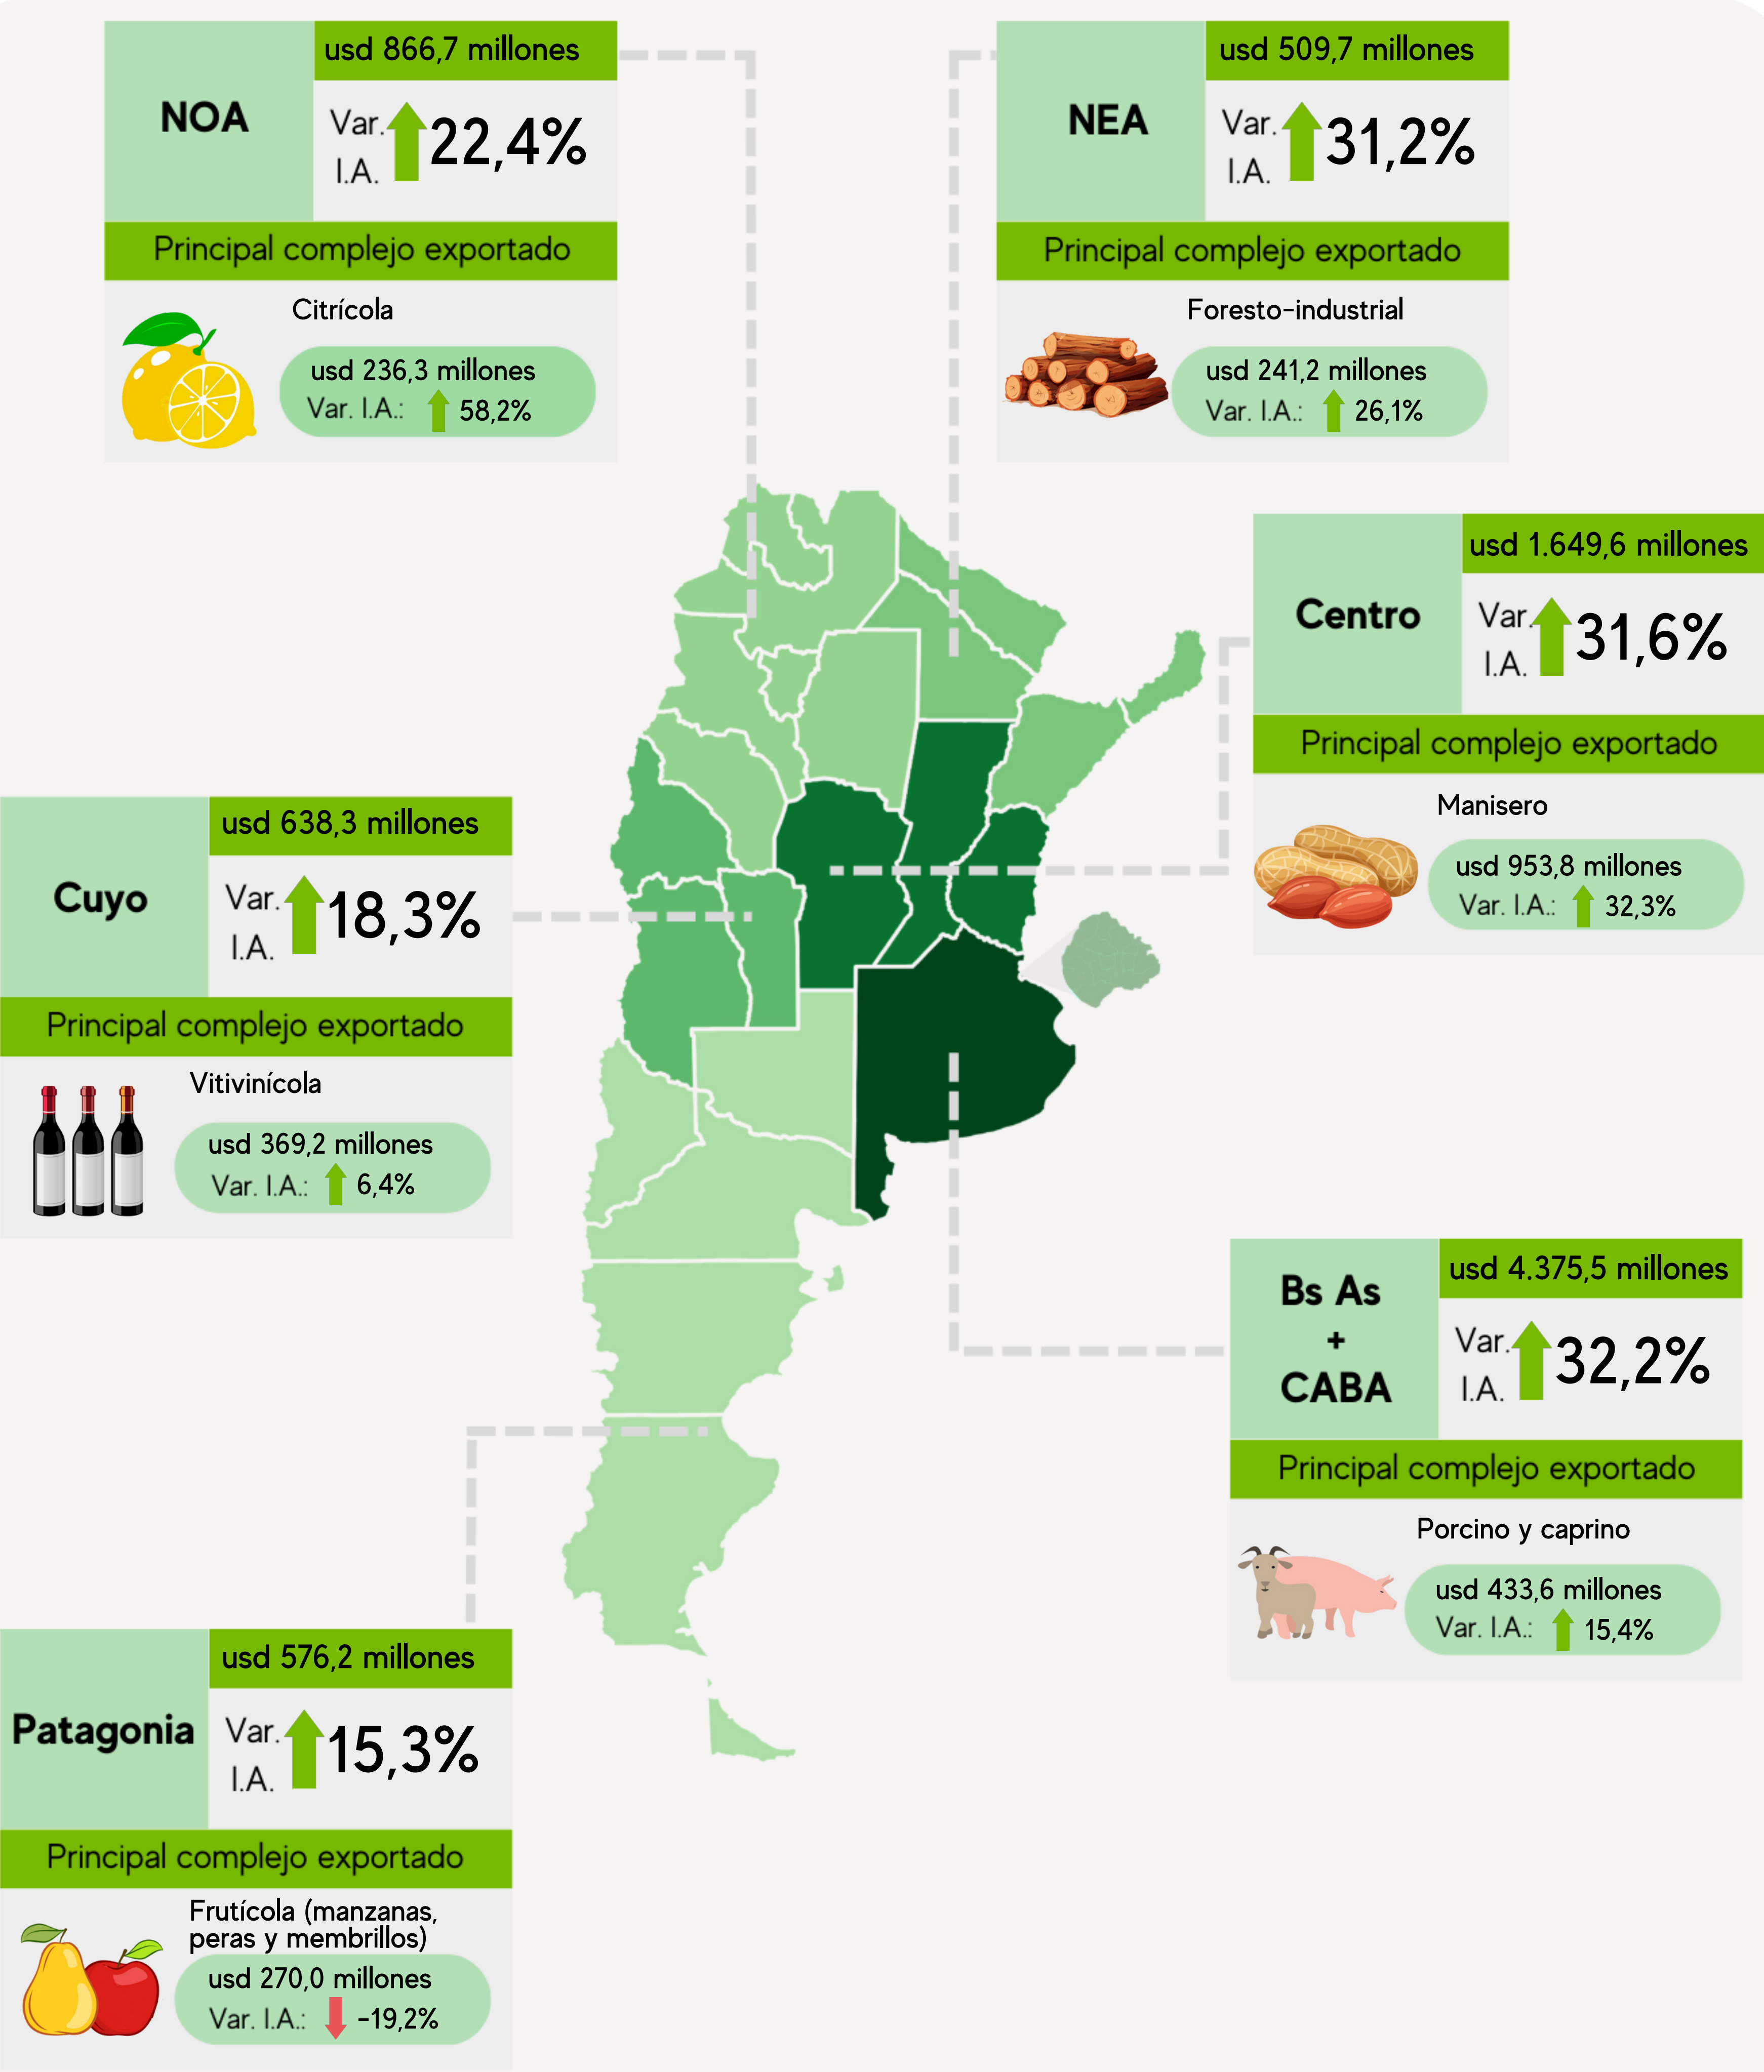 NOA
usd 866,7 millones
Var.
I.A.
22,4%
Principal complejo exportado
Citrícola
usd 236,3 millones
Var. I.A.: 58,2%
NEA
usd 509,7 millones
Var.
I.A.
31,2%
Principal complejo exportado
Foresto-industrial
usd 241,2 millones
Var. I.A.: 26,1%
Centro
usd 1.649,6 millones
Var.
I.A.
31,6%
Principal complejo exportado
Manisero
usd 953,8 millones
Var. I.A.: 32,3%
Cuyo
usd 638,3 millones
Var.
I.A.
18,3%
Principal complejo exportado
Vitivinícola
usd 369,2 millones
Var. I.A.: 6,4%
Bs As
+
CABA
usd 4.375,5 millones
Var.
I.A.
32,2%
Principal complejo exportado
Porcino y caprino
usd 433,6 millones
Var. I.A.: 15,4%
Patagonia
usd 576,2 millones
Var.
I.A.
15,3%
Principal complejo exportado
Frutícola (manzanas,
peras y membrillos)
usd 270,0 millones
Var. I.A.: -19,2%